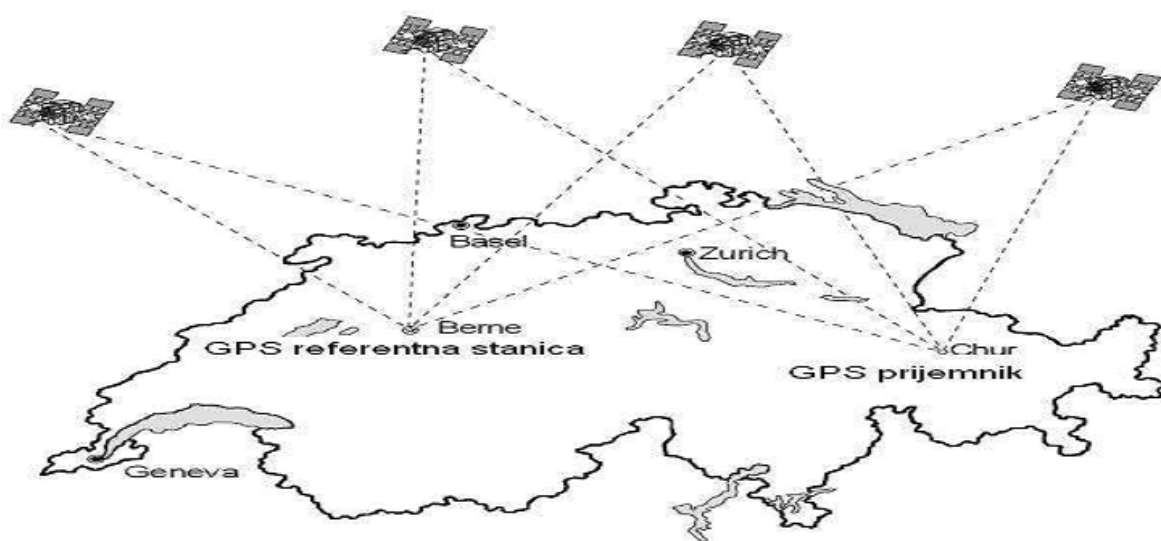 Basel
Zurich
Berne
GPS referentna stanica
Chur
GPS prijemnik
Geneva